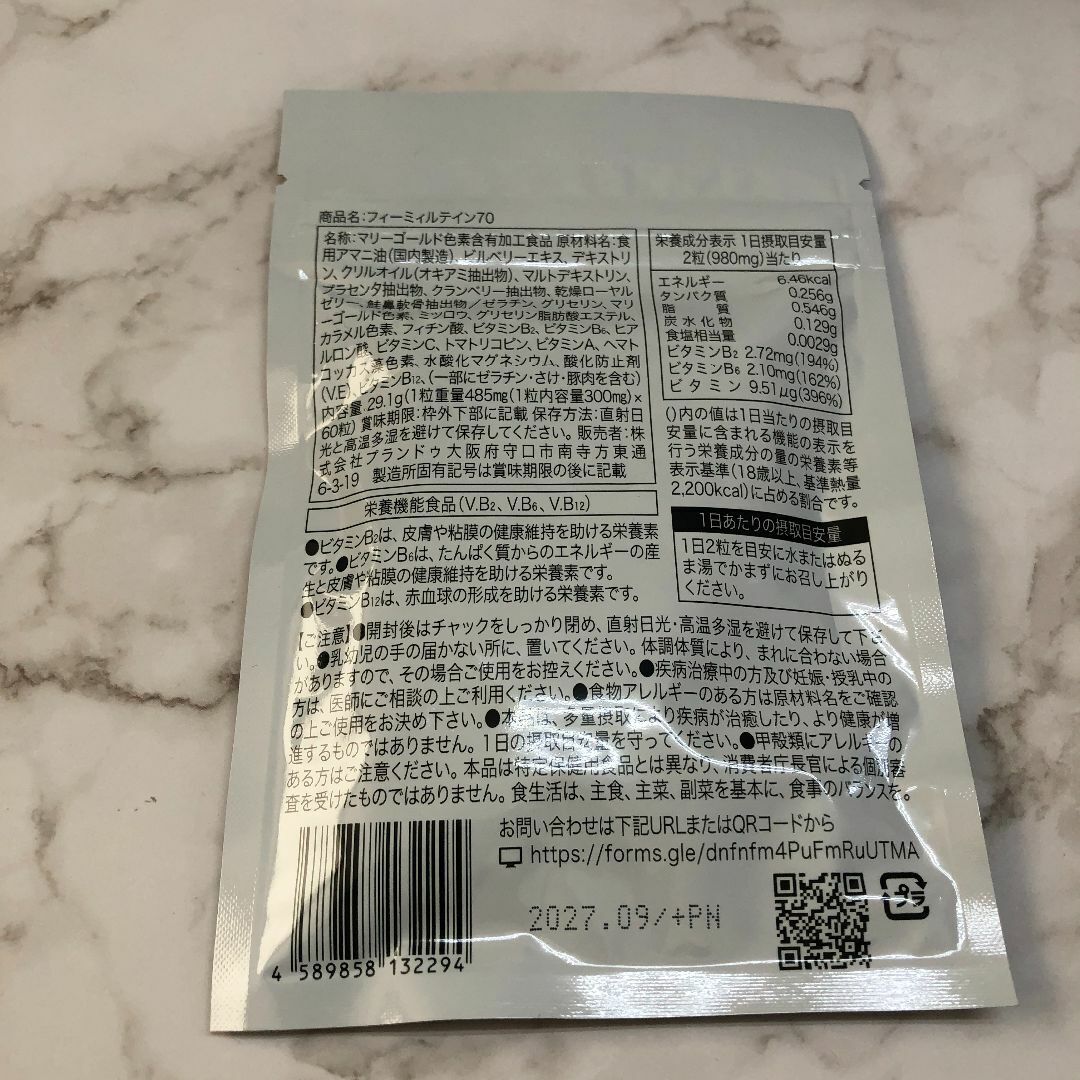 商品名:フィーミィルテイン70
名称:マリーゴールド色素含有加工食品 原材料名:食
用アマニ油(国内製造)、ビルベリーエキス、デキストリ
ン、クリルオイル(オキアミ抽出物)、マルトデキストリン、
プラセンタ抽出物、クランベリー抽出物、乾燥ローヤル
ゼリー、鮭鼻軟骨抽出物/ゼラチン、グリセリン、マリ
ーゴールド色素、ミツロウ、グリセリン脂肪酸エステル、
カラメル色素、フィチン酸、ビタミンB₂、ビタミンB₆、ヒア
ルロン酸、ビタミンC、トマトリコピン、ビタミンA、ヘマト
コッカス藻色素、水酸化マグネシウム、酸化防止剤
(V.E)、ビタミンB₁₂、(一部にゼラチン・さけ・豚肉を含む)
内容量:29.1g(1粒重量485mg(1粒内容量300mg)×
60粒) 賞味期限:枠外下部に記載 保存方法:直射日
光と高温多湿を避けて保存してください。 販売者:株
式会社ブランドゥ大阪府守口市南寺方東通
6-3-19 製造所固有記号は賞味期限の後に記載
栄養成分表示 1日摂取目安量
2粒(980mg)当たり
エネルギー 6.46kcal
タンパク質 0.256g
脂質 0.546g
炭水化物 0.129g
食塩相当量 0.0029g
ビタミンB₂ 2.72mg(194%)
ビタミンB₆ 2.10mg(162%)
ビタミン 9.51μg(396%)
()内の値は1日当たりの摂取目
安量に含まれる機能の表示を
行う栄養成分の量の栄養素等
表示基準(18歳以上、基準熱量
2,200kcal)に占める割合です。
栄養機能食品(V.B₂、V.B₆、V.B₁₂)
●ビタミンB₂は、皮膚や粘膜の健康維持を助ける栄養素
です。●ビタミンB₆は、たんぱく質からのエネルギーの産
生と皮膚や粘膜の健康維持を助ける栄養素です。
●ビタミンB₁₂は、赤血球の形成を助ける栄養素です。
1日あたりの摂取目安量
1日2粒を目安に水またはぬる
ま湯でかまずにお召し上がり
ください。
【ご注意】●開封後はチャックをしっかり閉め、直射日光・高温多湿を避けて保存して下さ
い。●乳幼児の手の届かない所に、置いてください。体調体質により、まれに合わない場合
がありますので、その場合ご使用をお控えください。●疾病治療中の方及び妊娠・授乳中の
方は、医師にご相談の上ご利用ください。●食物アレルギーのある方は原材料名をご確認
の上ご使用をお決め下さい。●本品は、多量摂取により疾病が治癒したり、より健康が増
進するものではありません。1日の摂取目安量を守ってください。●甲殻類にアレルギーの
ある方はご注意ください。本品は特定保健用食品とは異なり、消費者庁長官による個別審
査を受けたものではありません。食生活は、主食、主菜、副菜を基本に、食事のバランスを。
お問い合わせは下記URLまたはQRコードから
https://forms.gle/dnfnfm4PuFmRuUTMA
2027.09/+PN
プラ
4 589858 132294